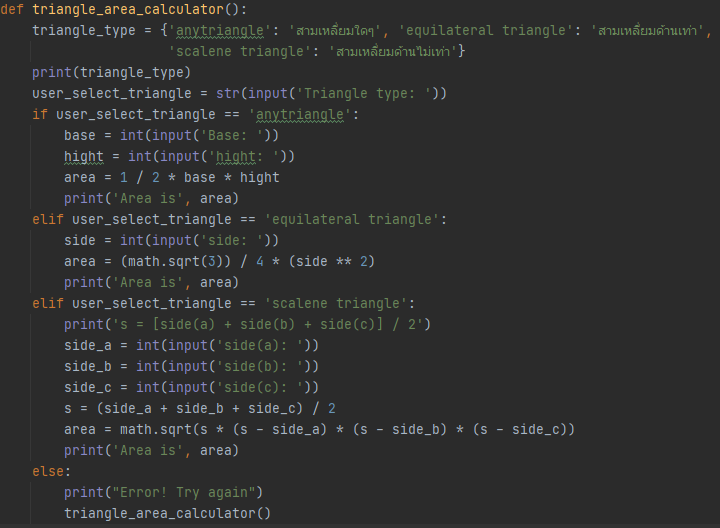 def triangle_area_calculator():
    triangle_type = {'anytriangle': 'สามเหลี่ยมใดๆ', 'equilateral triangle': 'สามเหลี่ยมด้านเท่า',
                     'scalene triangle': 'สามเหลี่ยมด้านไม่เท่า'}
    print(triangle_type)
    user_select_triangle = str(input('Triangle type: '))
    if user_select_triangle == 'anytriangle':
        base = int(input('Base: '))
        hight = int(input('hight: '))
        area = 1 / 2 * base * hight
        print('Area is', area)
    elif user_select_triangle == 'equilateral triangle':
        side = int(input('side: '))
        area = (math.sqrt(3)) / 4 * (side ** 2)
        print('Area is', area)
    elif user_select_triangle == 'scalene triangle':
        print('s = [side(a) + side(b) + side(c)] / 2')
        side_a = int(input('side(a): '))
        side_b = int(input('side(b): '))
        side_c = int(input('side(c): '))
        s = (side_a + side_b + side_c) / 2
        area = math.sqrt(s * (s - side_a) * (s - side_b) * (s - side_c))
        print('Area is', area)
    else:
        print("Error! Try again")
        triangle_area_calculator()